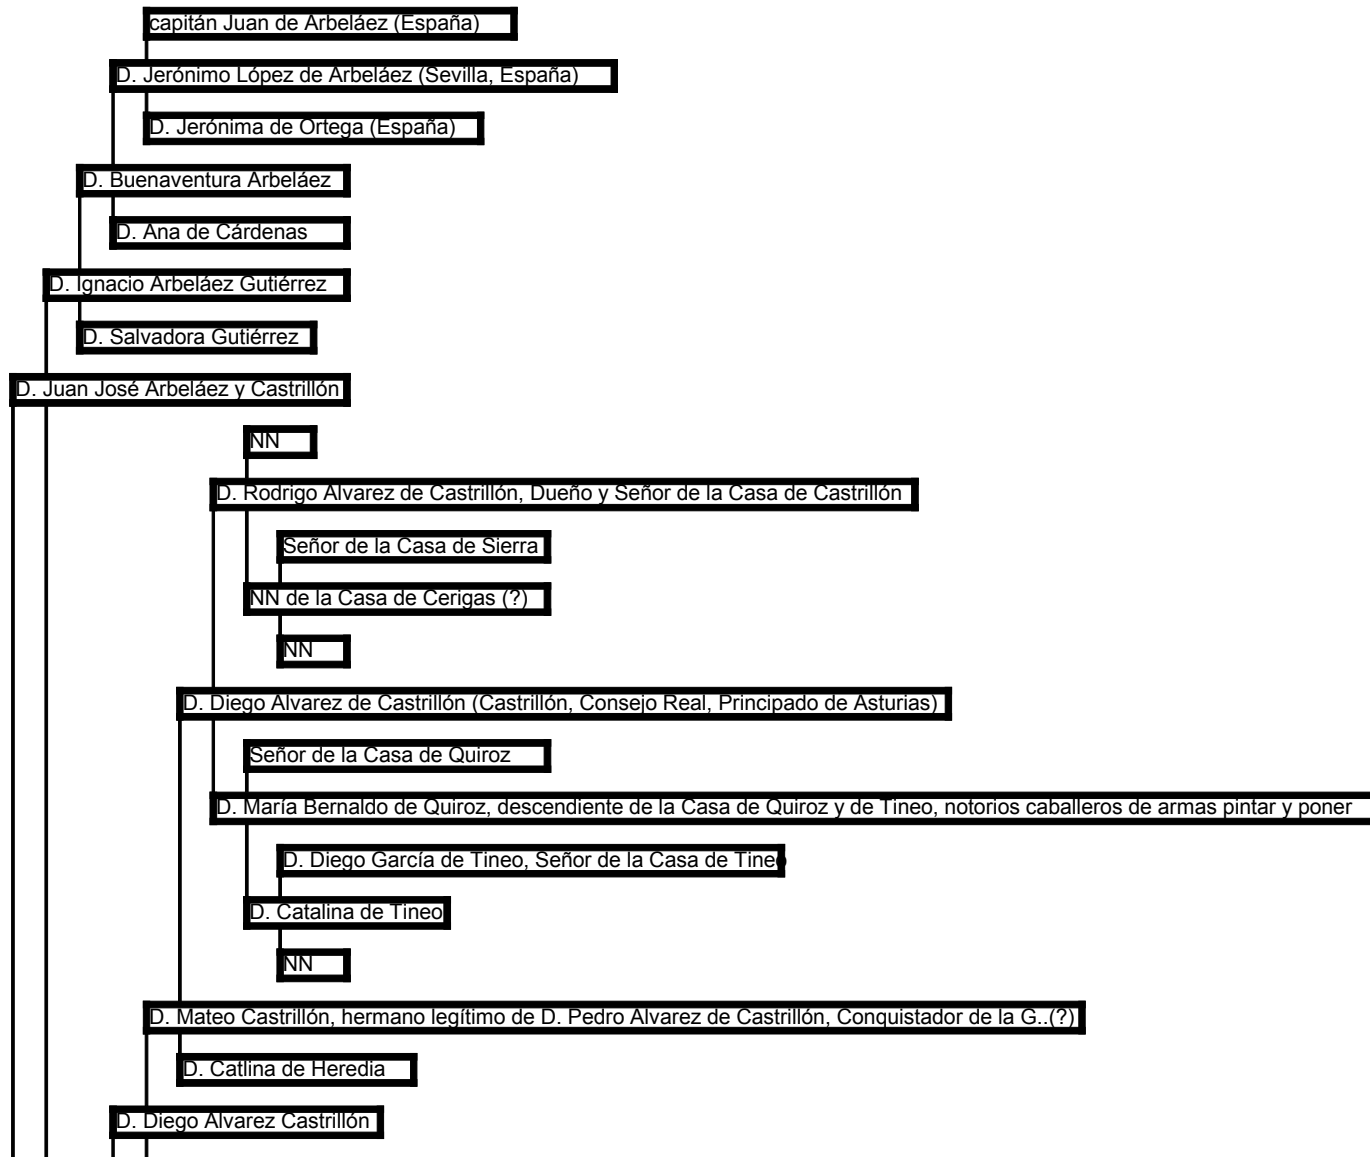 capitán Juan de Arbeláez (España)
D. Jerónimo López de Arbeláez (Sevilla, España)
D. Jerónima de Ortega (España)
D. Buenaventura Arbeláez
D. Ana de Cárdenas
D. Ignacio Arbeláez Gutiérrez
D. Salvadora Gutiérrez
D. Juan José Arbeláez y Castrillón
NN
D. Rodrigo Alvarez de Castrillón, Dueño y Señor de la Casa de Castrillón
Señor de la Casa de Sierra
NN de la Casa de Cerigas (?)
NN
D. Diego Alvarez de Castrillón (Castrillón, Consejo Real, Principado de Asturias)
Señor de la Casa de Quiroz
D. María Bernaldo de Quiroz, descendiente de la Casa de Quiroz y de Tineo, notorios caballeros de armas pintar y poner
D. Diego García de Tineo, Señor de la Casa de Tineo
D. Catalina de Tineo
NN
D. Mateo Castrillón, hermano legítimo de D. Pedro Alvarez de Castrillón, Conquistador de la G..(?)
D. Catlina de Heredia
D. Diego Alvarez Castrillón